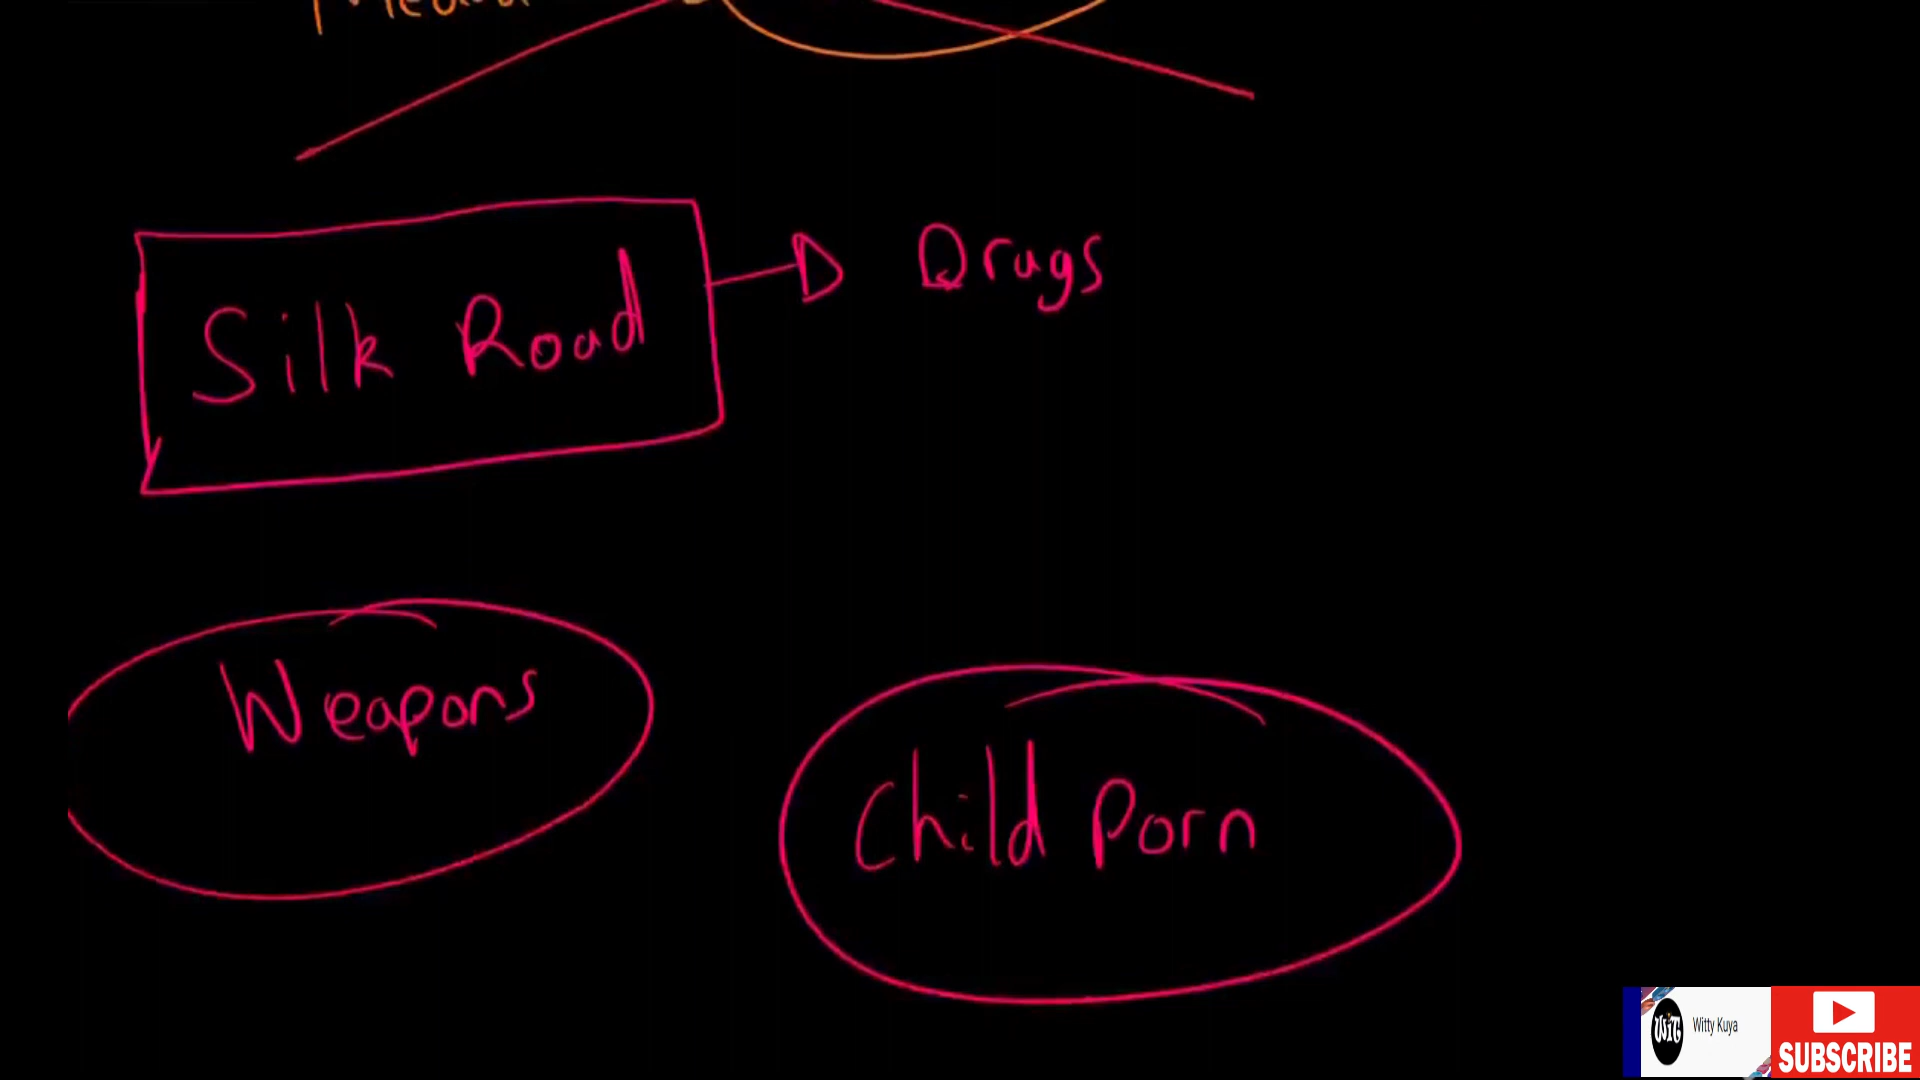 Silk Road
Drugs
Weapons
Child Porn
Witty Kuya
SUBSCRIBE